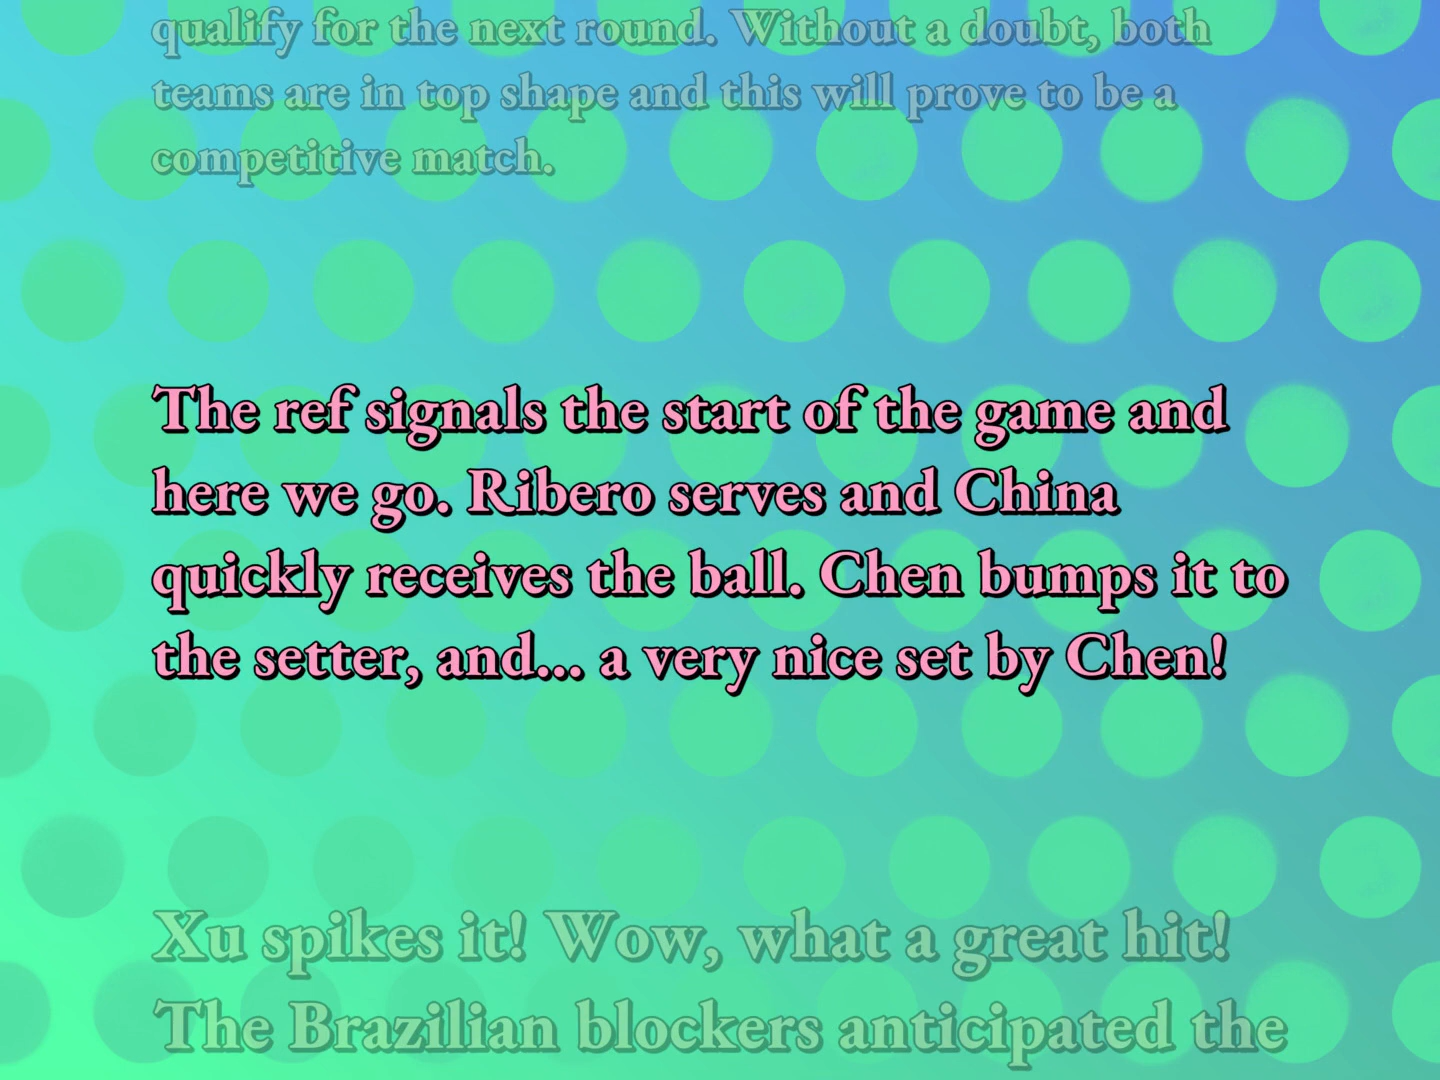 qualify for the next round. Without a doubt, both
teams are in top shape and this will prove to be a
competitive match.
The ref signals the start of the game and
here we go. Ribero serves and China
quickly receives the ball. Chen bumps it to
the setter, and... a very nice set by Chen!
Xu spikes it! Wow, what a great hit!
The Brazilian blockers anticipated the